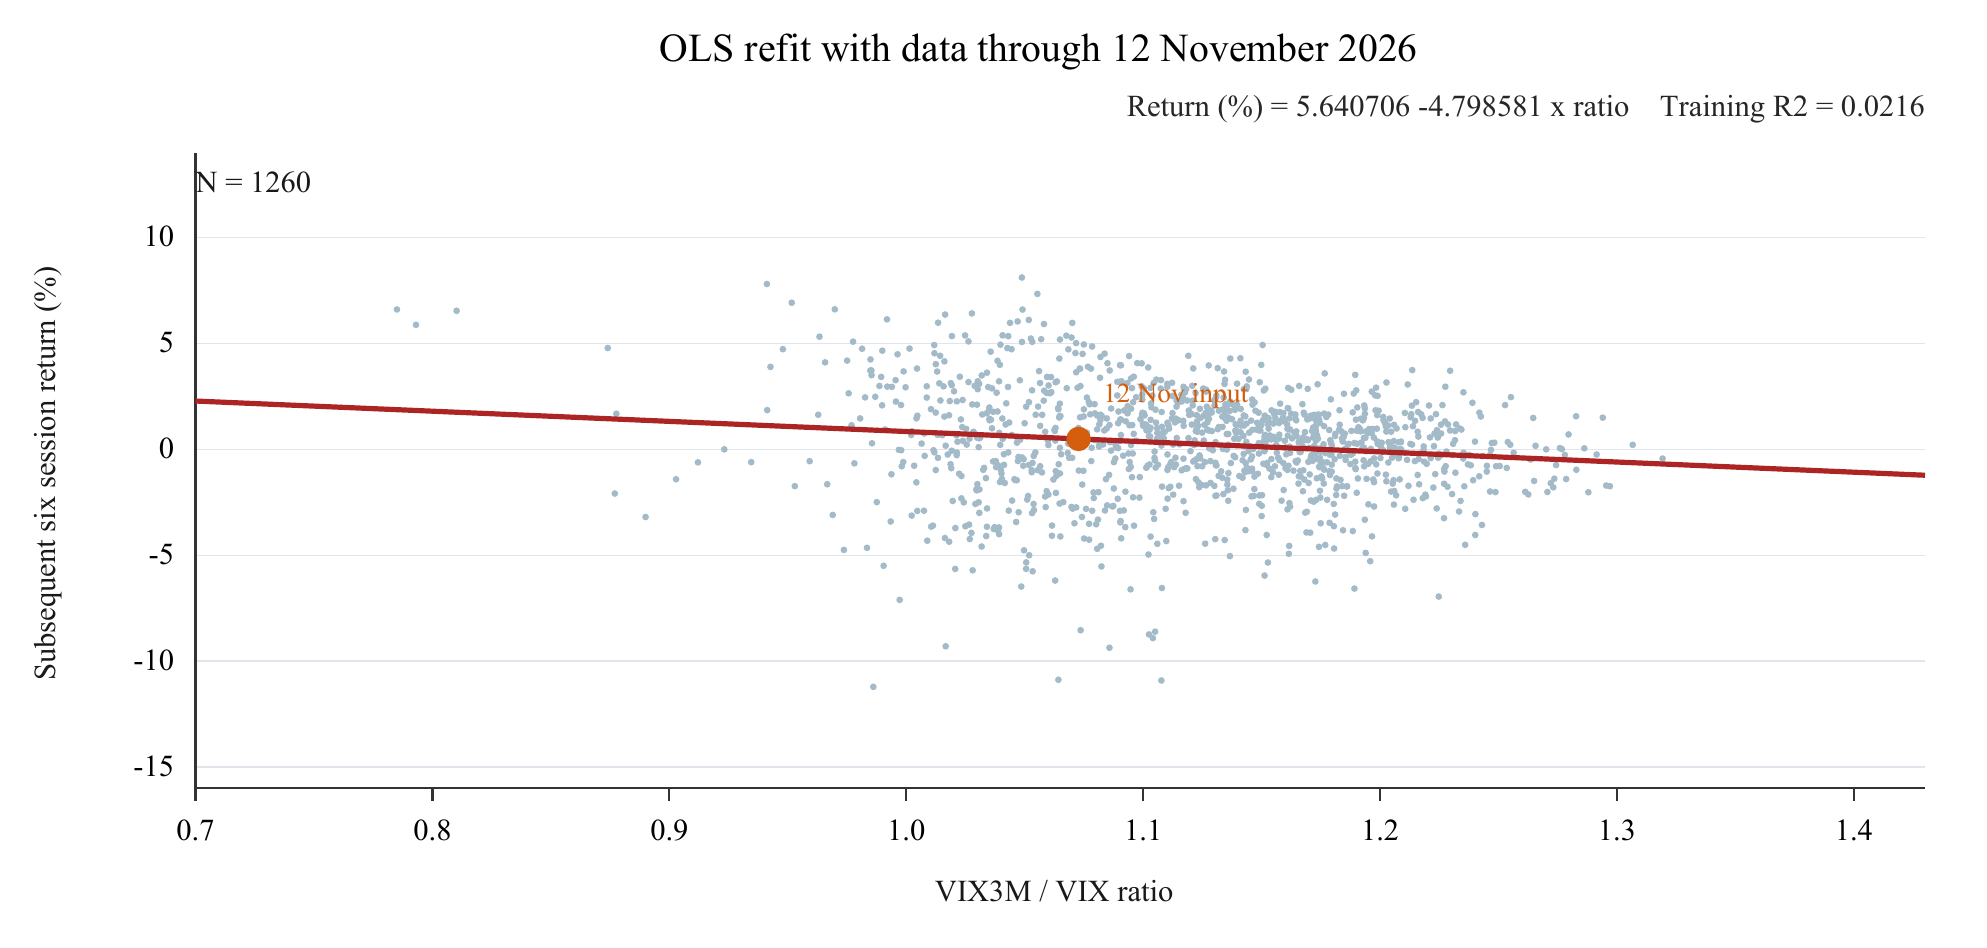 OLS refit with data through 12 November 2026
Return (%) = 5.640706 -4.798581 x ratio    Training R2 = 0.0216
N = 1260
10
5
0
-5
-10
-15
Subsequent six session return (%)
12 Nov input
0.7 0.8 0.9 1.0 1.1 1.2 1.3 1.4
VIX3M / VIX ratio